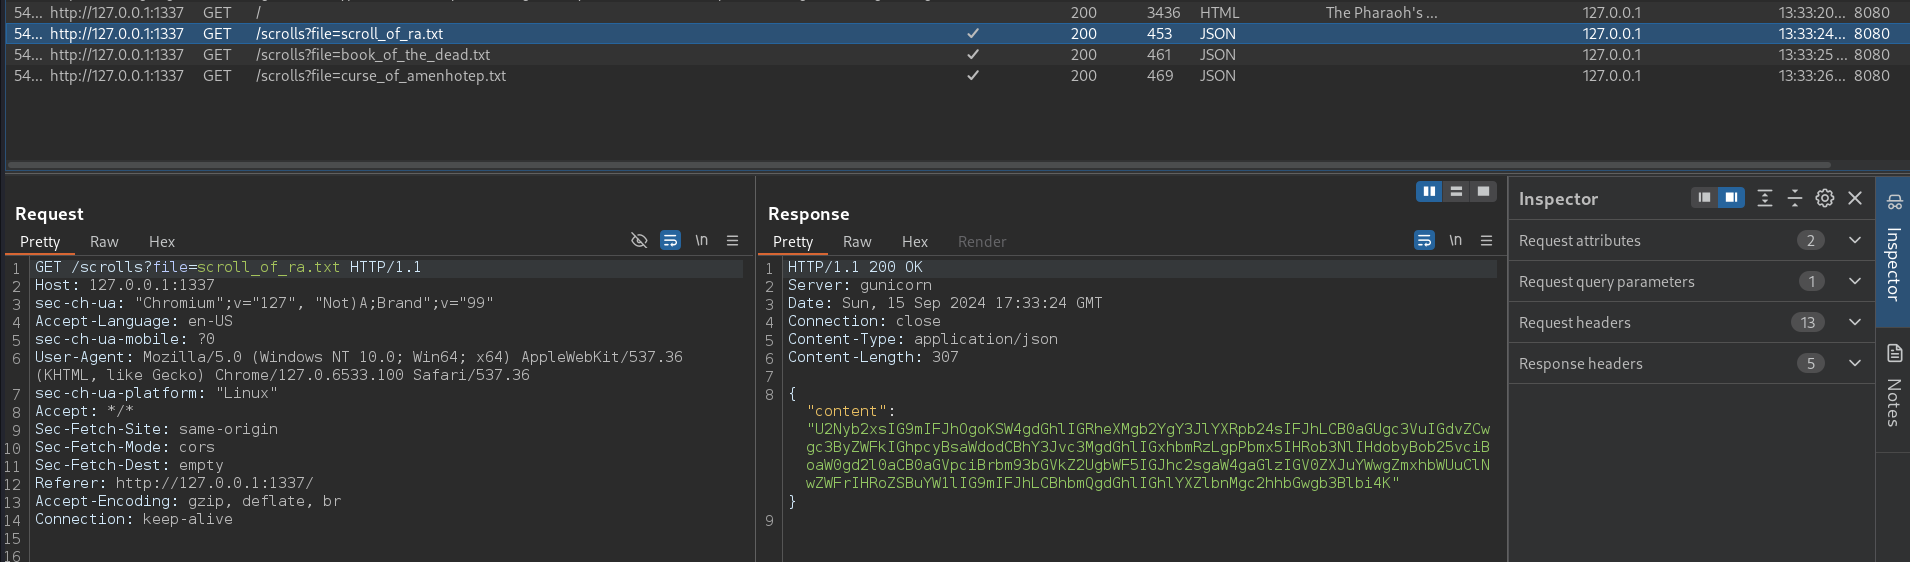 54... http://127.0.0.1:1337 GET / 200 3436 HTML The Pharaoh's ... 127.0.0.1 13:33:20... 8080
54... http://127.0.0.1:1337 GET /scrolls?file=scroll_of_ra.txt ✓ 200 453 JSON 127.0.0.1 13:33:24... 8080
54... http://127.0.0.1:1337 GET /scrolls?file=book_of_the_dead.txt ✓ 200 461 JSON 127.0.0.1 13:33:25 ... 8080
54... http://127.0.0.1:1337 GET /scrolls?file=curse_of_amenhotep.txt ✓ 200 469 JSON 127.0.0.1 13:33:26... 8080
Request
Pretty Raw Hex \n
1 GET /scrolls?file=scroll_of_ra.txt HTTP/1.1
2 Host: 127.0.0.1:1337
3 sec-ch-ua: "Chromium";v="127", "Not)A;Brand";v="99"
4 Accept-Language: en-US
5 sec-ch-ua-mobile: ?0
6 User-Agent: Mozilla/5.0 (Windows NT 10.0; Win64; x64) AppleWebKit/537.36
(KHTML, like Gecko) Chrome/127.0.6533.100 Safari/537.36
7 sec-ch-ua-platform: "Linux"
8 Accept: */*
9 Sec-Fetch-Site: same-origin
10 Sec-Fetch-Mode: cors
11 Sec-Fetch-Dest: empty
12 Referer: http://127.0.0.1:1337/
13 Accept-Encoding: gzip, deflate, br
14 Connection: keep-alive
15
16
Response
Pretty Raw Hex Render \n
1 HTTP/1.1 200 OK
2 Server: gunicorn
3 Date: Sun, 15 Sep 2024 17:33:24 GMT
4 Connection: close
5 Content-Type: application/json
6 Content-Length: 307
7
8 {
"content":
"U2Nyb2xsIG9mIFJhOgoKSW4gdGhlIGRheXMgb2YgY3JlYXRpb24sIFJhLCB0aGUgc3VuIGdvZCw
gc3ByZWFkIGhpcyBsaWdodCBhY3Jvc3MgdGhlIGxhbmRzLgpPbmx5IHRob3NlIHdobyBob25vciB
oaW0gd2l0aCB0aGVpciBrbm93bGVkZ2UgbWF5IGJhc2sgaW4gaGlzIGV0ZXJuYWwgZmxhbWUuClN
wZWFrIHRoZSBuYW1lIG9mIFJhLCBhbmQgdGhlIGhlYXZlbnMgc2hhbGwgb3Blbi4K"
}
9
Inspector
Request attributes 2
Request query parameters 1
Request headers 13
Response headers 5
Inspector
Notes